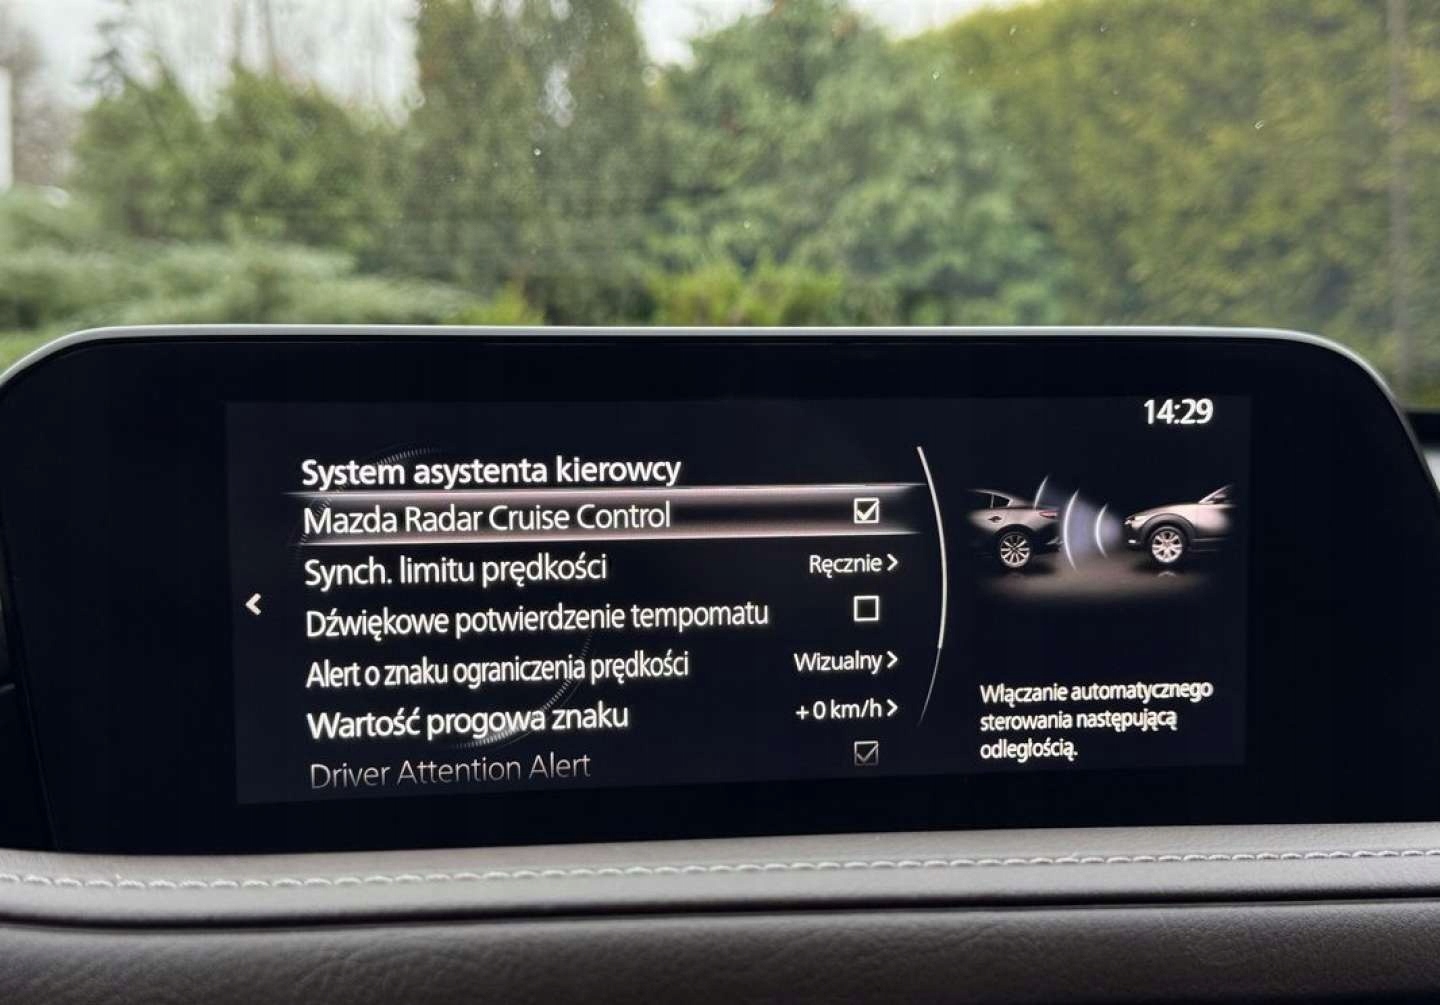 14:29
System asystenta kierowcy
Mazda Radar Cruise Control
Synch. limitu prędkości Ręcznie >
Dźwiękowe potwierdzenie tempomatu
Alert o znaku ograniczenia prędkości Wizualny >
Wartość progowa znaku +0 km/h >
Driver Attention Alert
Włączanie automatycznego
sterowania następującą
odległością.